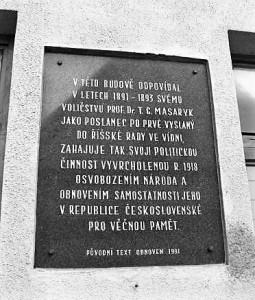 V TÉTO BUDOVĚ ODPOVÍDAL
V LETECH 1891–1893 SVÉMU
VOLIČSTVU PROF. Dr. T. G. MASARYK
JAKO POSLANEC PO PRVÉ VYSLANÝ
DO ŘÍŠSKÉ RADY VE VÍDNI,
ZAHAJUJE TAK SVOJI POLITICKOU
ČINNOST VYVRCHOLENOU R. 1918
OSVOBOZENÍM NÁRODA A
OBNOVENÍM SAMOSTATNOSTI JEHO
V REPUBLICE ČESKOSLOVENSKÉ
PRO VĚČNOU PAMĚT.
PŮVODNÍ TEXT OBNOVEN 1991